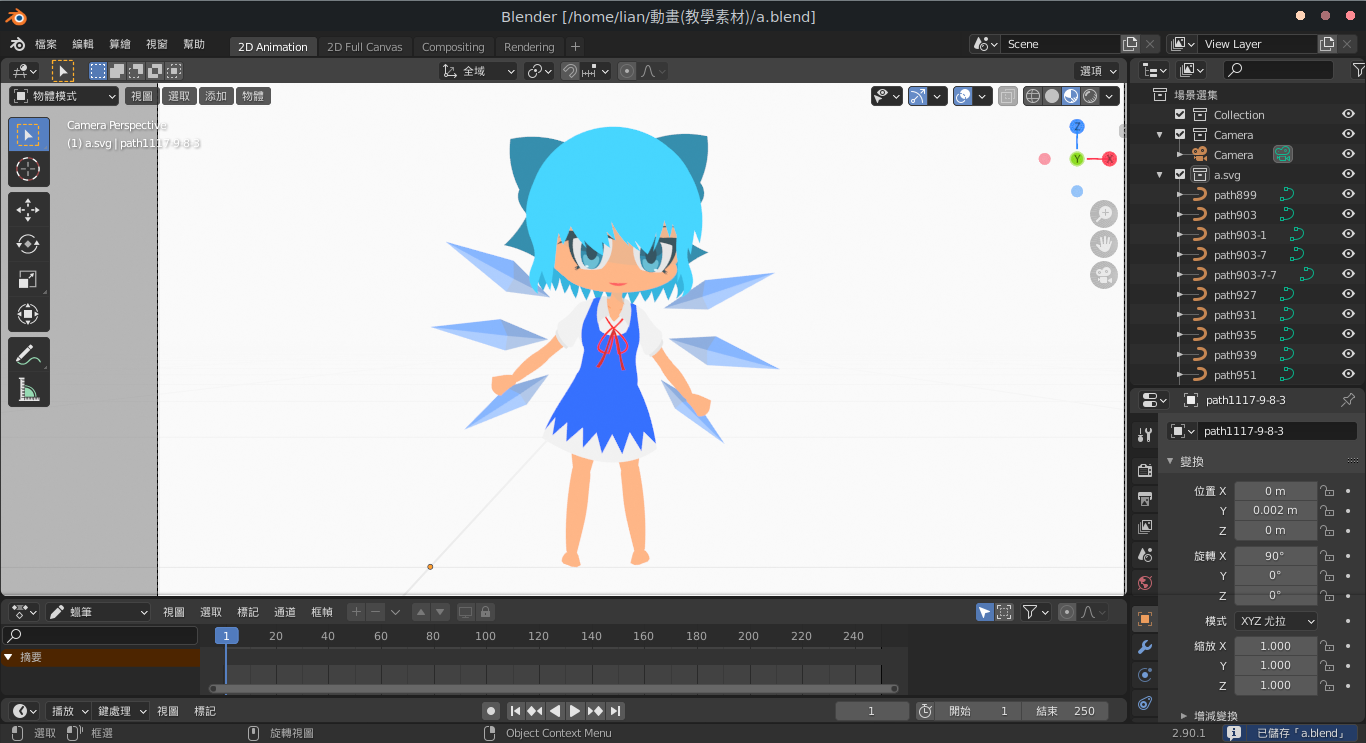 Blender [/home/lian/動畫(教學素材)/a.blend]
檔案 編輯 算繪 視窗 幫助 2D Animation 2D Full Canvas Compositing Rendering + Scene View Layer
全域 選項
物體模式 視圖 選取 添加 物體
Camera Perspective
(1) a.svg | path1117-9-8-3
Z
Y
X
場景選集
Collection
Camera
Camera
a.svg
path899
path903
path903-1
path903-7
path903-7-7
path927
path931
path935
path939
path951
path1117-9-8-3
path1117-9-8-3
變換
位置 X 0 m
Y 0.002 m
Z 0 m
旋轉 X 90°
Y 0°
Z 0°
模式 XYZ 尤拉
縮放 X 1.000
Y 1.000
Z 1.000
增減變換
蠟筆 視圖 選取 標記 通道 框幀
1 20 40 60 80 100 120 140 160 180 200 220 240
摘要
播放 鍵處理 視圖 標記 1 開始 1 結束 250
選取 框選 旋轉視圖 Object Context Menu 2.90.1 已儲存「a.blend」